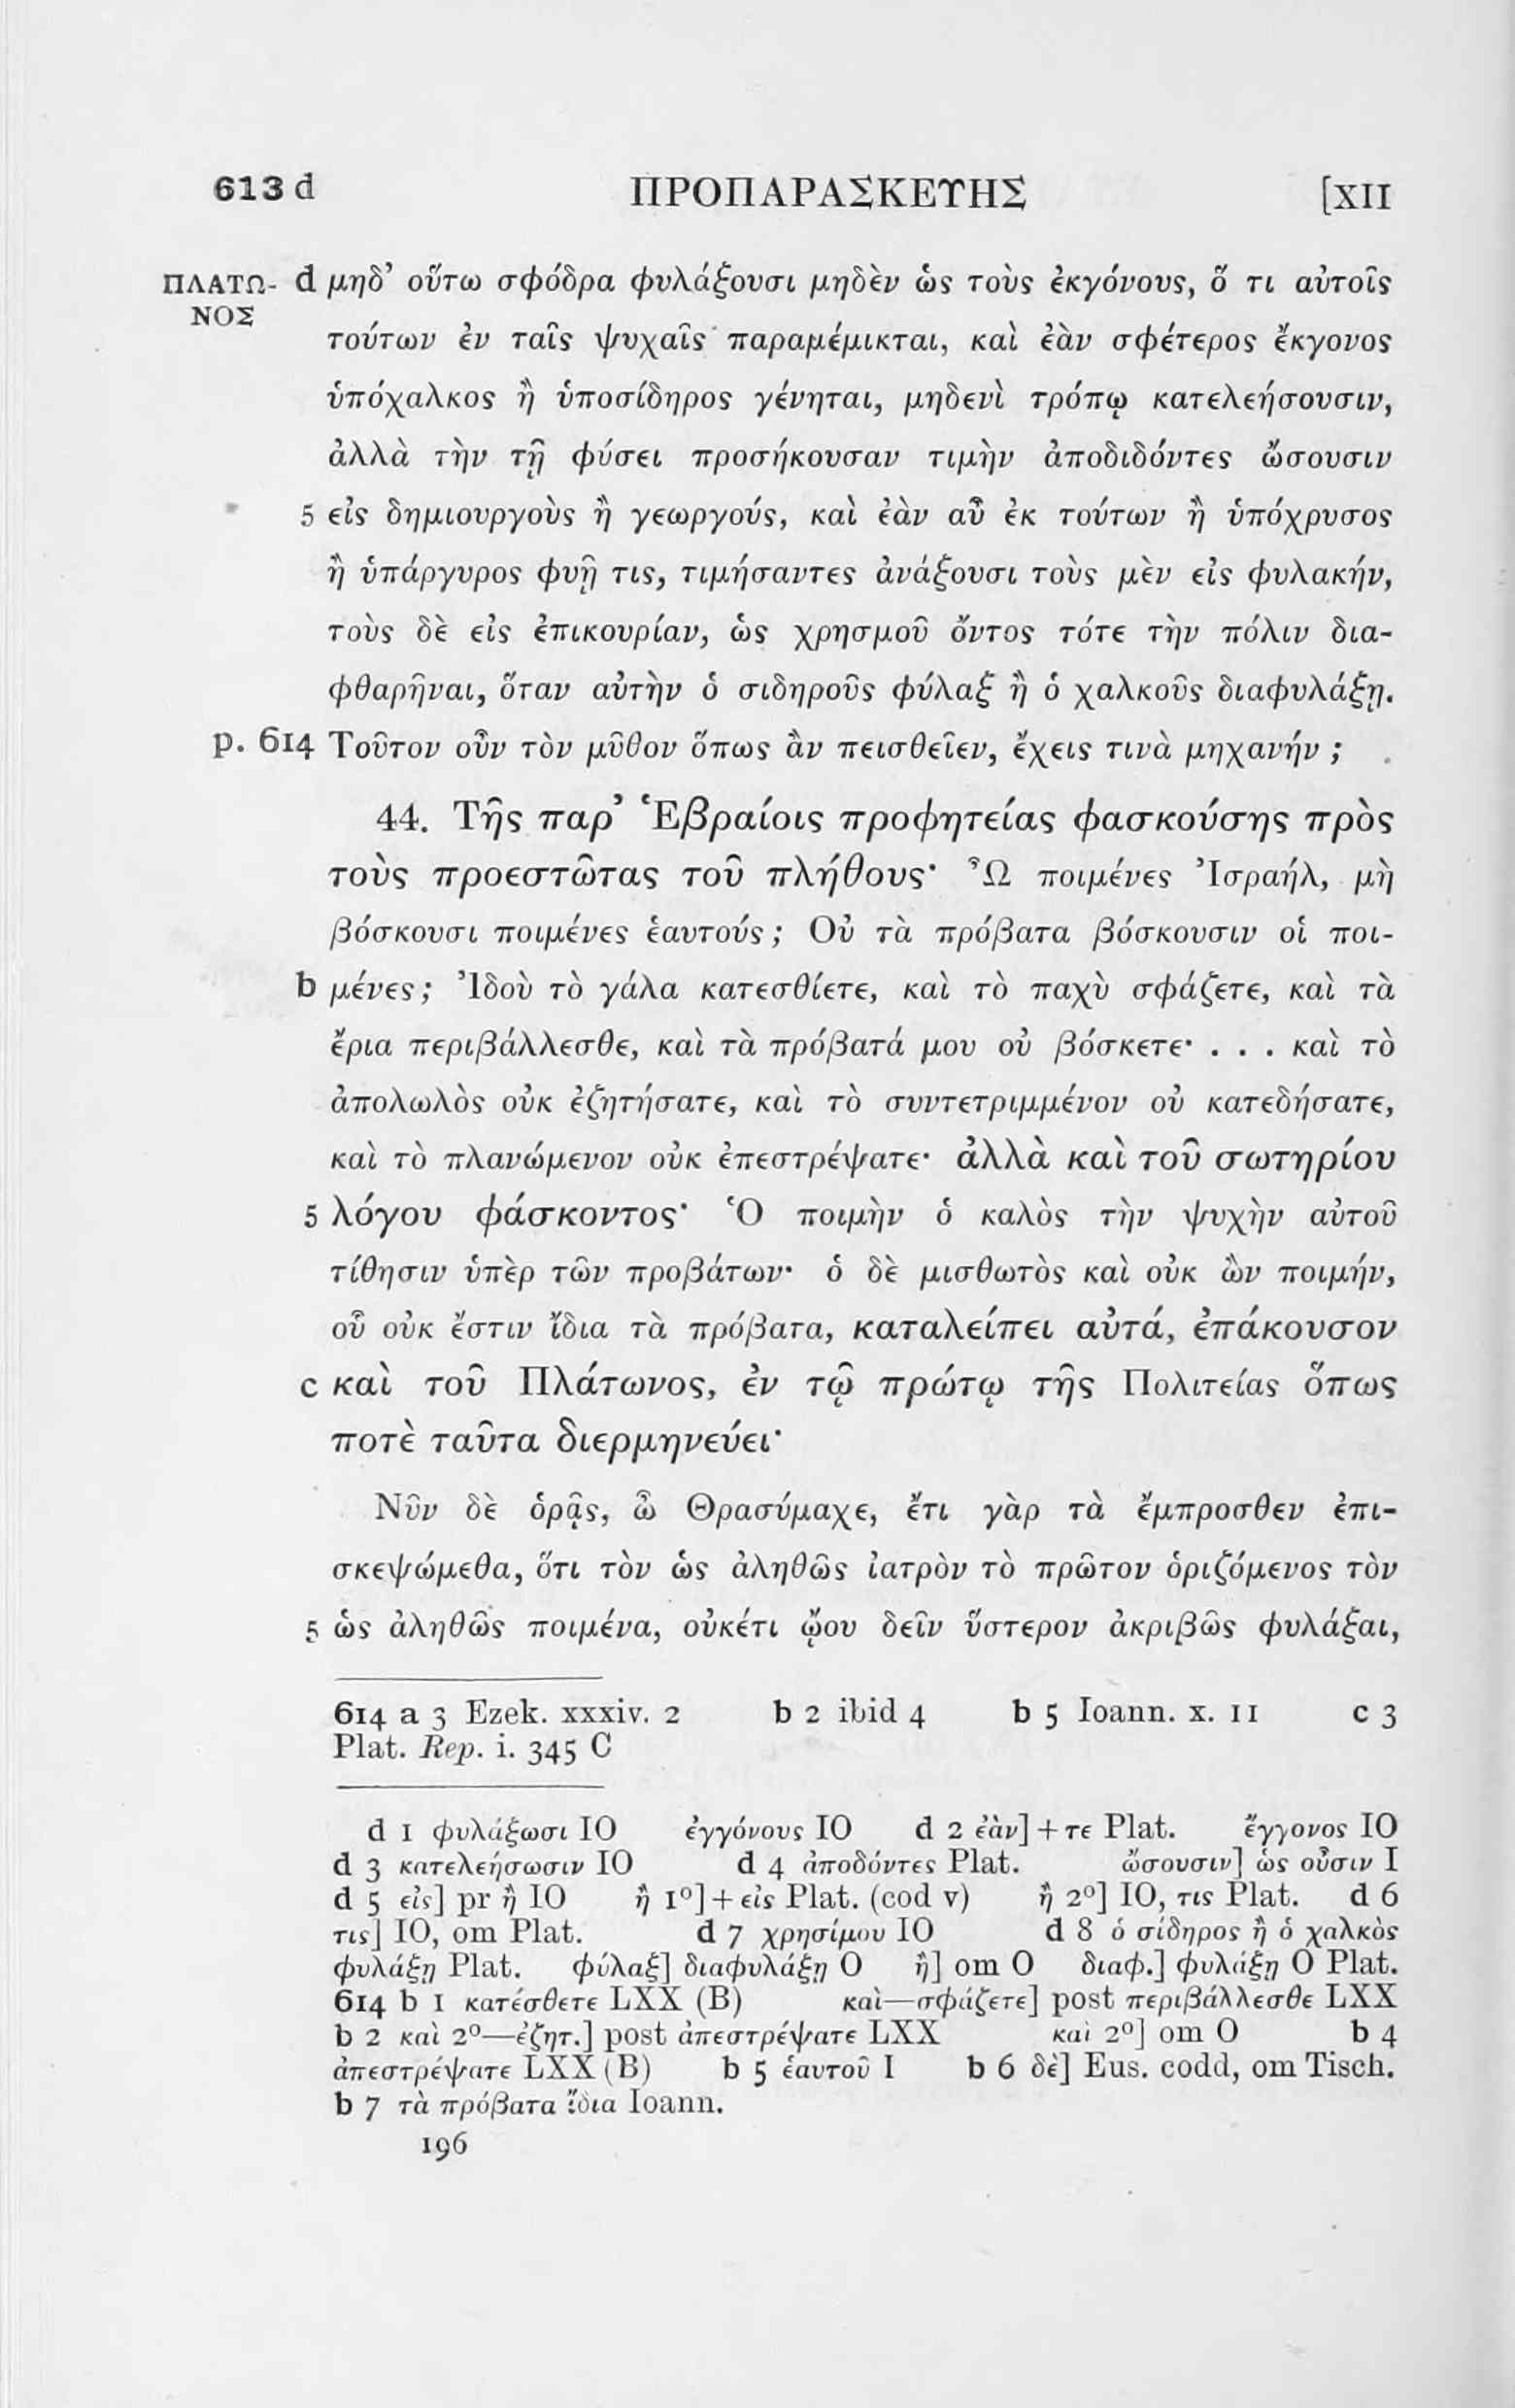 613 d ΠΡΟΠΑΡΑΣΚΕΥΗΣ [XII
ΠΛΑΤΩ- d μηδ’ οὕτω σφόδρα φυλάξουσι μηδὲν ὡς τοὺς ἐκγόνους, ὅ τι αὐτοῖς
ΝΟΣ
τούτων ἐν ταῖς ψυχαῖς παραμέμικται, καὶ ἐὰν σφέτερος ἔκγονος
ὑπόχαλκος ἢ ὑποσίδηρος γένηται, μηδενὶ τρόπῳ κατελεήσουσιν,
ἀλλὰ τὴν τῇ φύσει προσήκουσαν τιμὴν ἀποδιδόντες ὤσουσιν
5 εἰς δημιουργοὺς ἢ γεωργούς, καὶ ἐὰν αὖ ἐκ τούτων ἢ ὑπόχρυσος
ἢ ὑπάργυρος φυῇ τις, τιμήσαντες ἀνάξουσι τοὺς μὲν εἰς φυλακήν,
τοὺς δὲ εἰς ἐπικουρίαν, ὡς χρησμοῦ ὄντος τότε τὴν πόλιν δια-
φθαρῆναι, ὅταν αὐτὴν ὁ σιδηροῦς φύλαξ ἢ ὁ χαλκοῦς διαφυλάξῃ.
p. 614 Τοῦτον οὖν τὸν μῦθον ὅπως ἂν πεισθεῖεν, ἔχεις τινὰ μηχανήν ;
44. Τῆς παρ’ Ἑβραίοις προφητείας φασκούσης πρὸς
τοὺς προεστῶτας τοῦ πλήθους· Ὦ ποιμένες Ἰσραήλ, μὴ
βόσκουσι ποιμένες ἑαυτούς ; Οὐ τὰ πρόβατα βόσκουσιν οἱ ποι-
b μένες ; Ἰδοὺ τὸ γάλα κατεσθίετε, καὶ τὸ παχὺ σφάζετε, καὶ τὰ
ἔρια περιβάλλεσθε, καὶ τὰ πρόβατά μου οὐ βόσκετε· . . . καὶ τὸ
ἀπολωλὸς οὐκ ἐζητήσατε, καὶ τὸ συντετριμμένον οὐ κατεδήσατε,
καὶ τὸ πλανώμενον οὐκ ἐπεστρέψατε· ἀλλὰ καὶ τοῦ σωτηρίου
5 λόγου φάσκοντος· Ὁ ποιμὴν ὁ καλὸς τὴν ψυχὴν αὐτοῦ
τίθησιν ὑπὲρ τῶν προβάτων· ὁ δὲ μισθωτὸς καὶ οὐκ ὢν ποιμήν,
οὗ οὐκ ἔστιν ἴδια τὰ πρόβατα, καταλείπει αὐτά, ἐπάκουσον
c καὶ τοῦ Πλάτωνος, ἐν τῷ πρώτῳ τῆς Πολιτείας ὅπως
ποτὲ ταῦτα διερμηνεύει·
Νῦν δὲ ὁρᾷς, ὦ Θρασύμαχε, ἔτι γὰρ τὰ ἔμπροσθεν ἐπι-
σκεψώμεθα, ὅτι τὸν ὡς ἀληθῶς ἰατρὸν τὸ πρῶτον ὁριζόμενος τὸν
5 ὡς ἀληθῶς ποιμένα, οὐκέτι ᾤου δεῖν ὕστερον ἀκριβῶς φυλάξαι,
614 a 3 Ezek. xxxiv. 2 b 2 ibid 4 b 5 Ioann. x. 11 c 3
Plat. Rep. i. 345 C
d 1 φυλάξωσι IO ἐγγόνους IO d 2 ἐὰν] + τε Plat. ἔγγονος IO
d 3 κατελεήσωσιν IO d 4 ἀποδόντες Plat. ὤσουσιν] ὡς οὖσιν I
d 5 εἰς] pr ἢ IO ἢ 1º] + εἰς Plat. (cod v) ἢ 2º] IO, τις Plat. d 6
τις] IO, om Plat. d 7 χρησίμου IO d 8 ὁ σίδηρος ἢ ὁ χαλκὸς
φυλάξῃ Plat. φύλαξ] διαφυλάξῃ O ἢ] om O διαφ.] φυλάξῃ O Plat.
614 b 1 κατέσθετε LXX (B) καὶ—σφάζετε] post περιβάλλεσθε LXX
b 2 καὶ 2º—ἐζητ.] post ἀπεστρέψατε LXX καὶ 2º] om O b 4
ἀπεστρέψατε LXX (B) b 5 ἑαυτοῦ I b 6 δὲ] Eus. codd, om Tisch.
b 7 τὰ πρόβατα ἴδια Ioann.
196